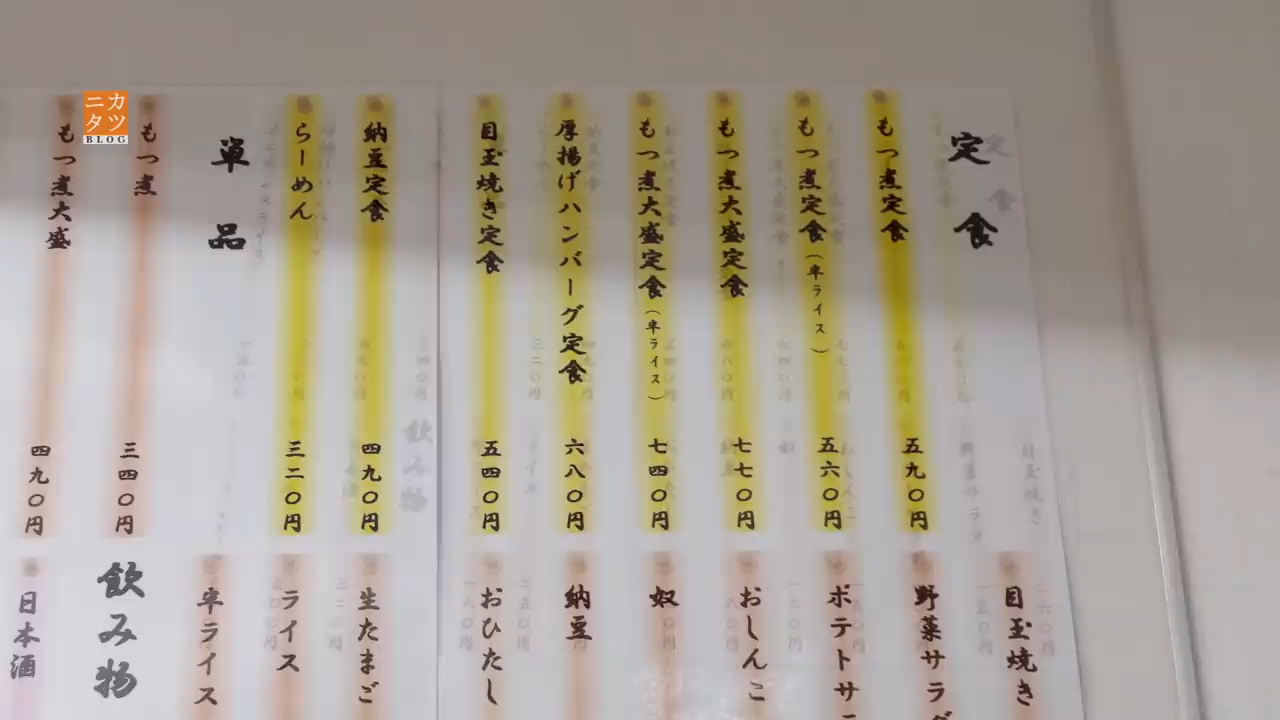 定食
もつ煮定食 五九〇円
もつ煮定食(半ライス) 五六〇円
もつ煮大盛定食 七七〇円
もつ煮大盛定食(半ライス) 七四〇円
厚揚げハンバーグ定食 六八〇円
目玉焼き定食 五四〇円
納豆定食 四九〇円
らーめん 三二〇円
単品
もつ煮 三四〇円
もつ煮大盛 四九〇円
目玉焼き
野菜サラダ
ポテトサ
おしんこ
奴
納豆
おひたし
生たまご
ライス
半ライス
飲み物
日本酒
ニカ
タツ
BLOG